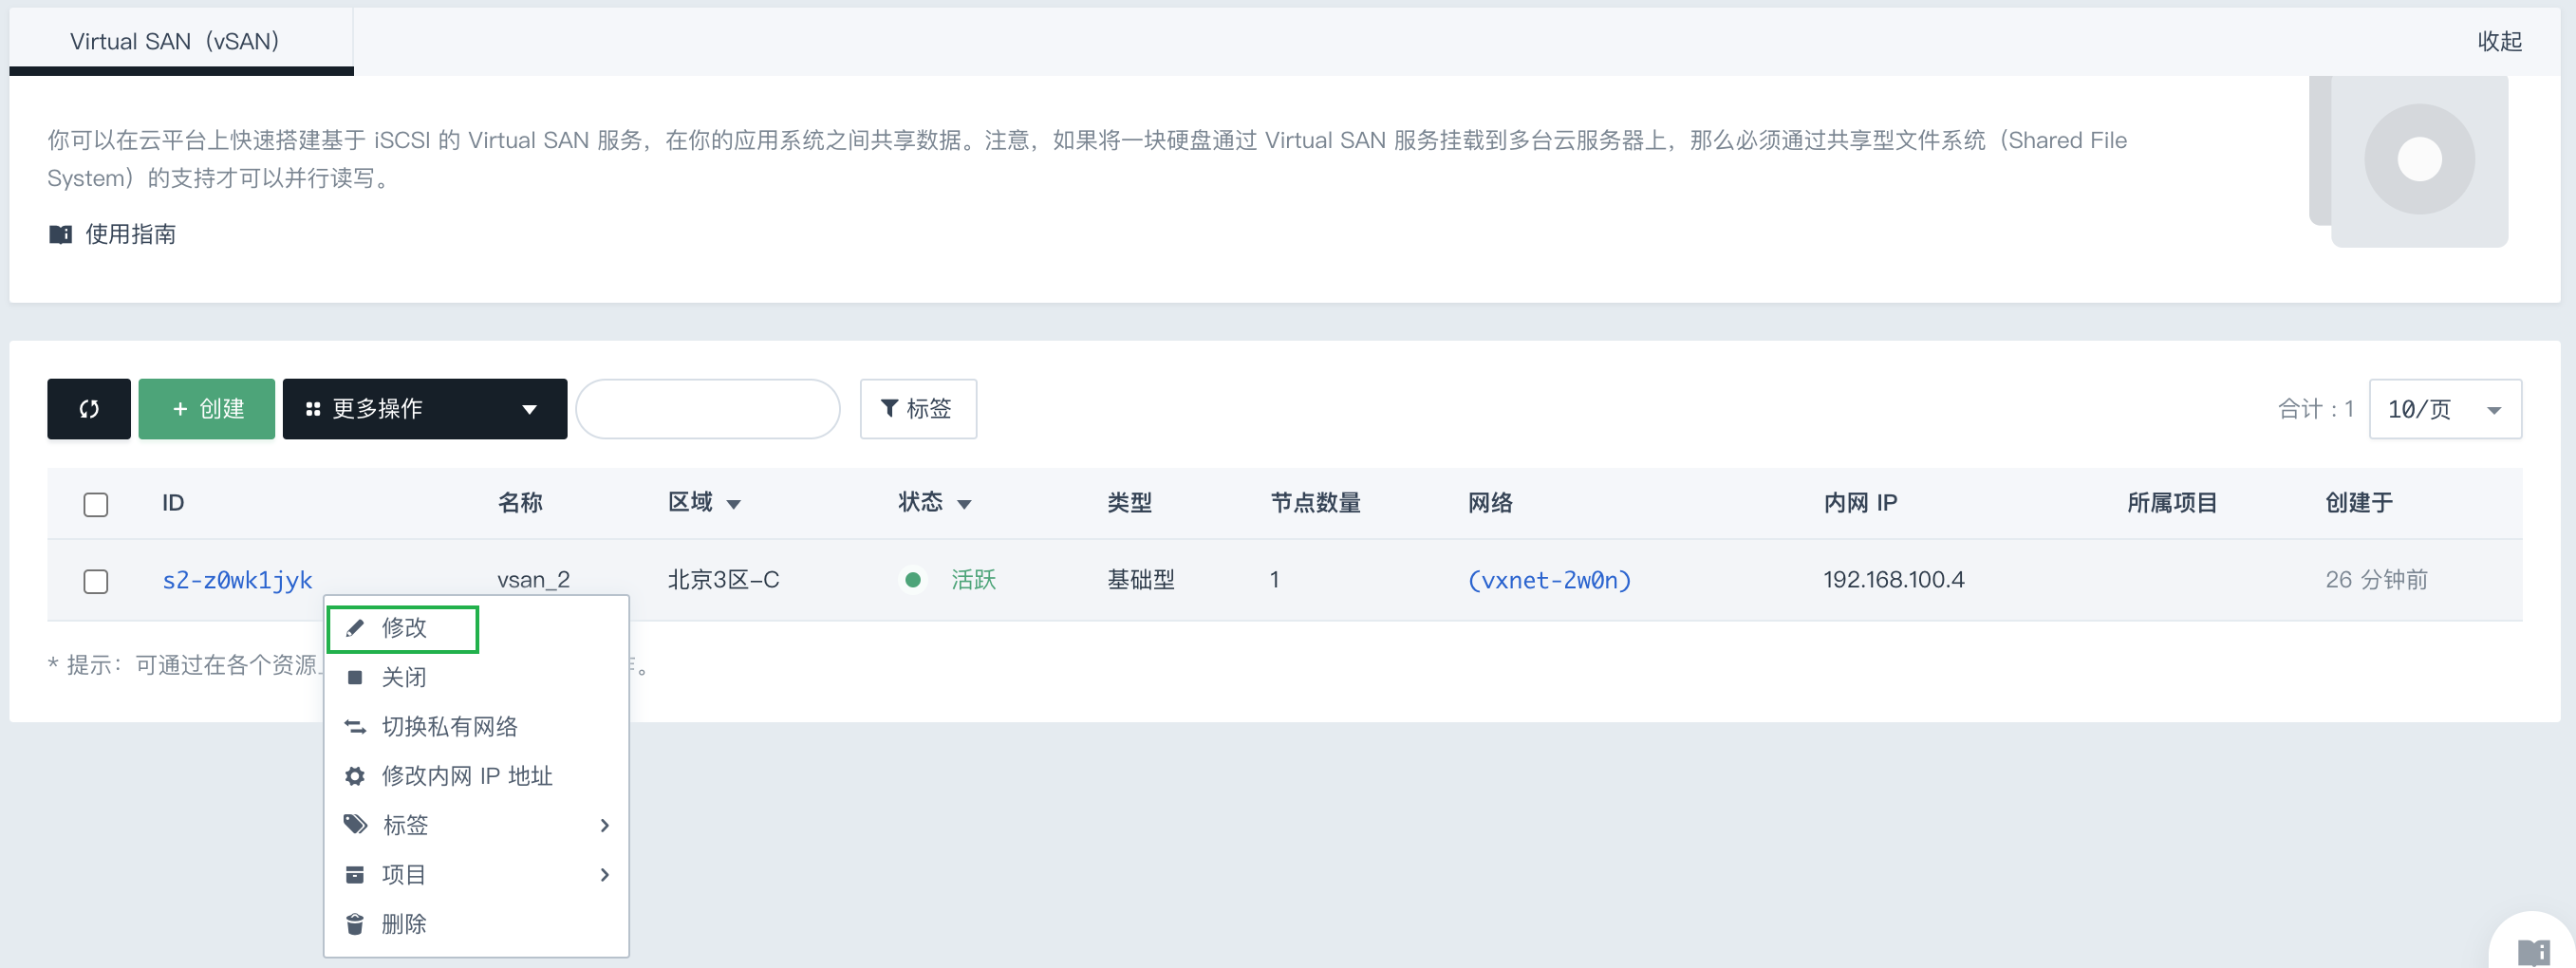 Virtual SAN（vSAN）
收起
你可以在云平台上快速搭建基于 iSCSI 的 Virtual SAN 服务，在你的应用系统之间共享数据。注意，如果将一块硬盘通过 Virtual SAN 服务挂载到多台云服务器上，那么必须通过共享型文件系统（Shared File
System）的支持才可以并行读写。
使用指南
+ 创建
更多操作
标签
合计 : 1
10/页
ID 名称 区域 状态 类型 节点数量 网络 内网 IP 所属项目 创建于
s2-z0wk1jyk vsan_2 北京3区-C 活跃 基础型 1 (vxnet-2w0n) 192.168.100.4 26 分钟前
* 提示：可通过在各个资源
。
修改
关闭
切换私有网络
修改内网 IP 地址
标签
项目
删除